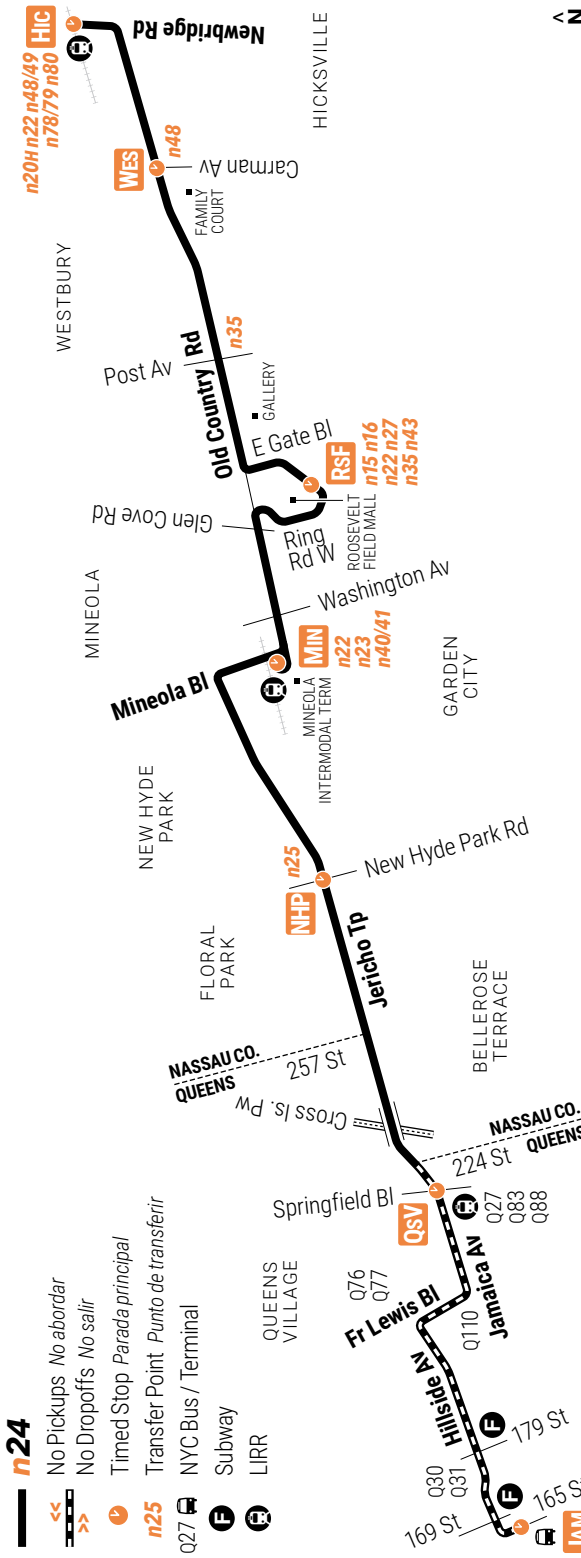 n24
<< No Pickups No abordar
>> No Dropoffs No salir
Timed Stop Parada principal
n25 Transfer Point Punto de transferir
Q27 NYC Bus / Terminal
F Subway
LIRR
JAM
165 St
169 St
F
179 St
F
Q30
Q31
Hillside Av
Fr Lewis Bl
Q110
Jamaica Av
Q76
Q77
QUEENS
VILLAGE
Springfield Bl
QSV
Q27
Q83
Q88
224 St
NASSAU CO.
QUEENS
Cross Is. Pw
257 St
NASSAU CO.
QUEENS
BELLEROSE
TERRACE
FLORAL
PARK
Jericho Tp
NHP
n25
New Hyde Park Rd
NEW HYDE
PARK
Mineola Bl
MINEOLA
INTERMODAL TERM
MIN
n22
n23
n40/41
GARDEN
CITY
MINEOLA
Washington Av
Glen Cove Rd
Ring
Rd W
ROOSEVELT
FIELD MALL
RSF
n15 n16
n22 n27
n35 n43
E Gate Bl
GALLERY
Old Country Rd
Post Av
n35
WESTBURY
FAMILY
COURT
WES
n48
Carman Av
HICKSVILLE
Newbridge Rd
HIC
n20H n22 n48/49
n78/79 n80
< N